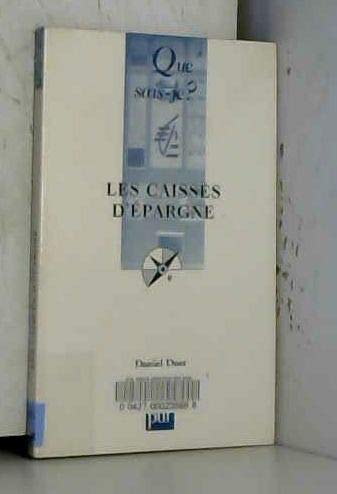 Que
sais-je?
LES CAISSES
D'ÉPARGNE
Daniel Duet
puf